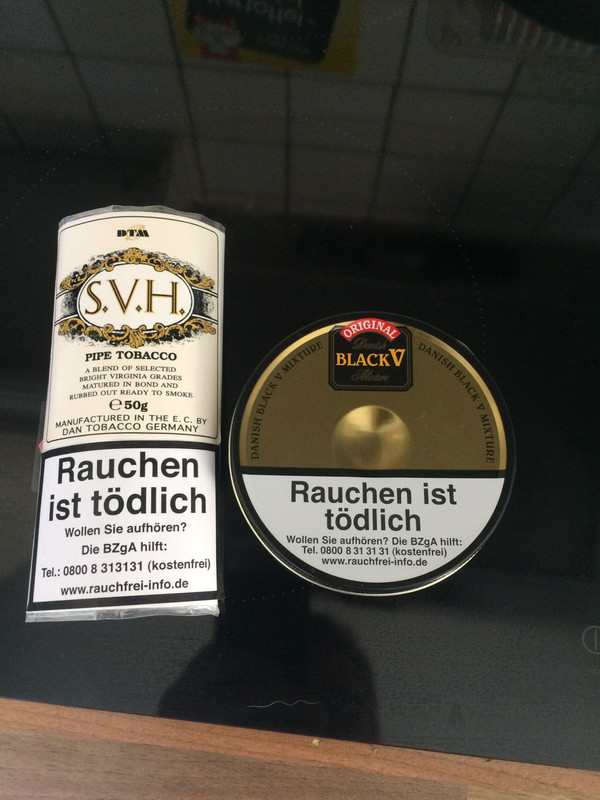 Kartoffel-
DTM
S.V.H.
PIPE TOBACCO
A BLEND OF SELECTED
BRIGHT VIRGINIA GRADES
MATURED IN BOND AND
RUBBED OUT READY TO SMOKE
℮ 50g
MANUFACTURED IN THE E. C. BY
DAN TOBACCO GERMANY
Rauchen
ist tödlich
Wollen Sie aufhören?
Die BZgA hilft:
Tel.: 0800 8 313131 (kostenfrei)
www.rauchfrei-info.de
ORIGINAL
Danish
BLACK V
Mixture
DANISH BLACK V MIXTURE
DANISH BLACK V MIXTURE
Rauchen ist
tödlich
Wollen Sie aufhören? Die BZgA hilft:
Tel. 0800 8 31 31 31 (kostenfrei)
www.rauchfrei-info.de